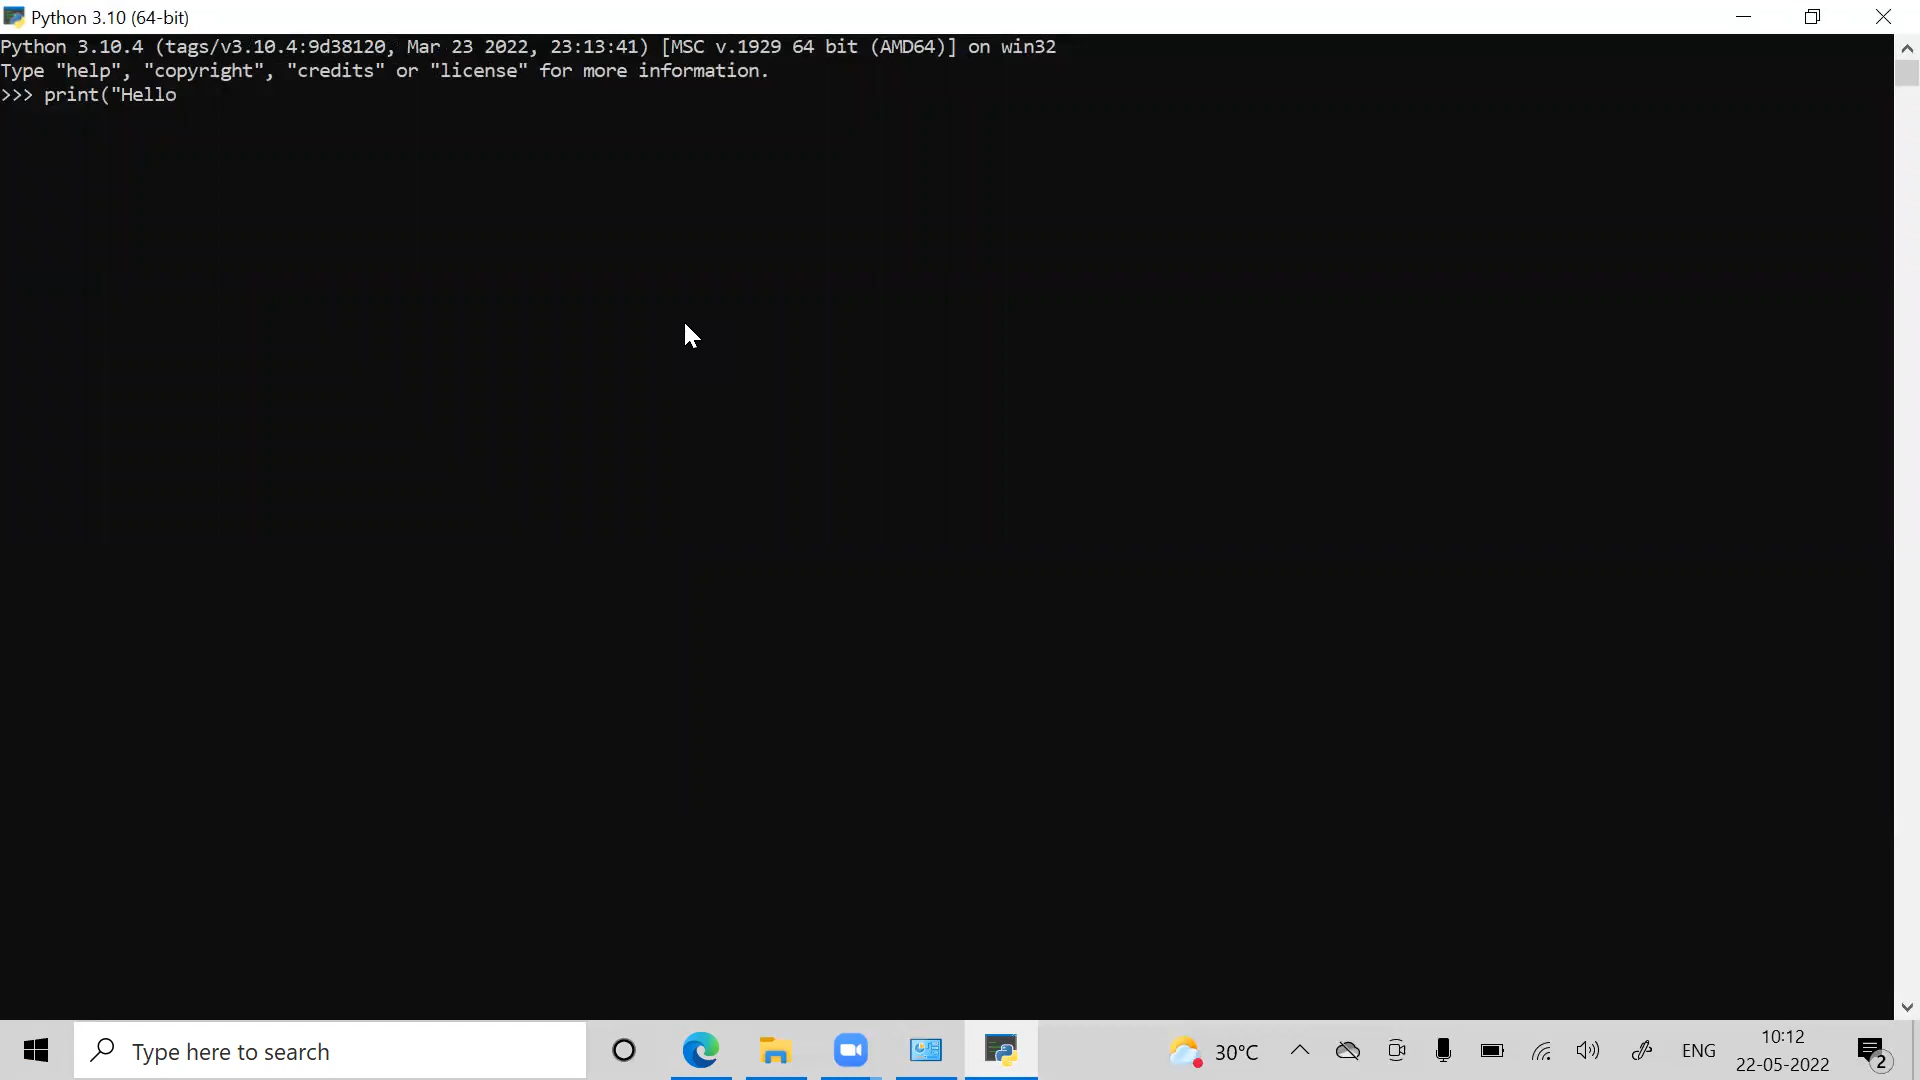 Python 3.10 (64-bit)
Python 3.10.4 (tags/v3.10.4:9d38120, Mar 23 2022, 23:13:41) [MSC v.1929 64 bit (AMD64)] on win32
Type "help", "copyright", "credits" or "license" for more information.
>>> print("Hello
Type here to search
30°C
ENG
10:12
22-05-2022
2